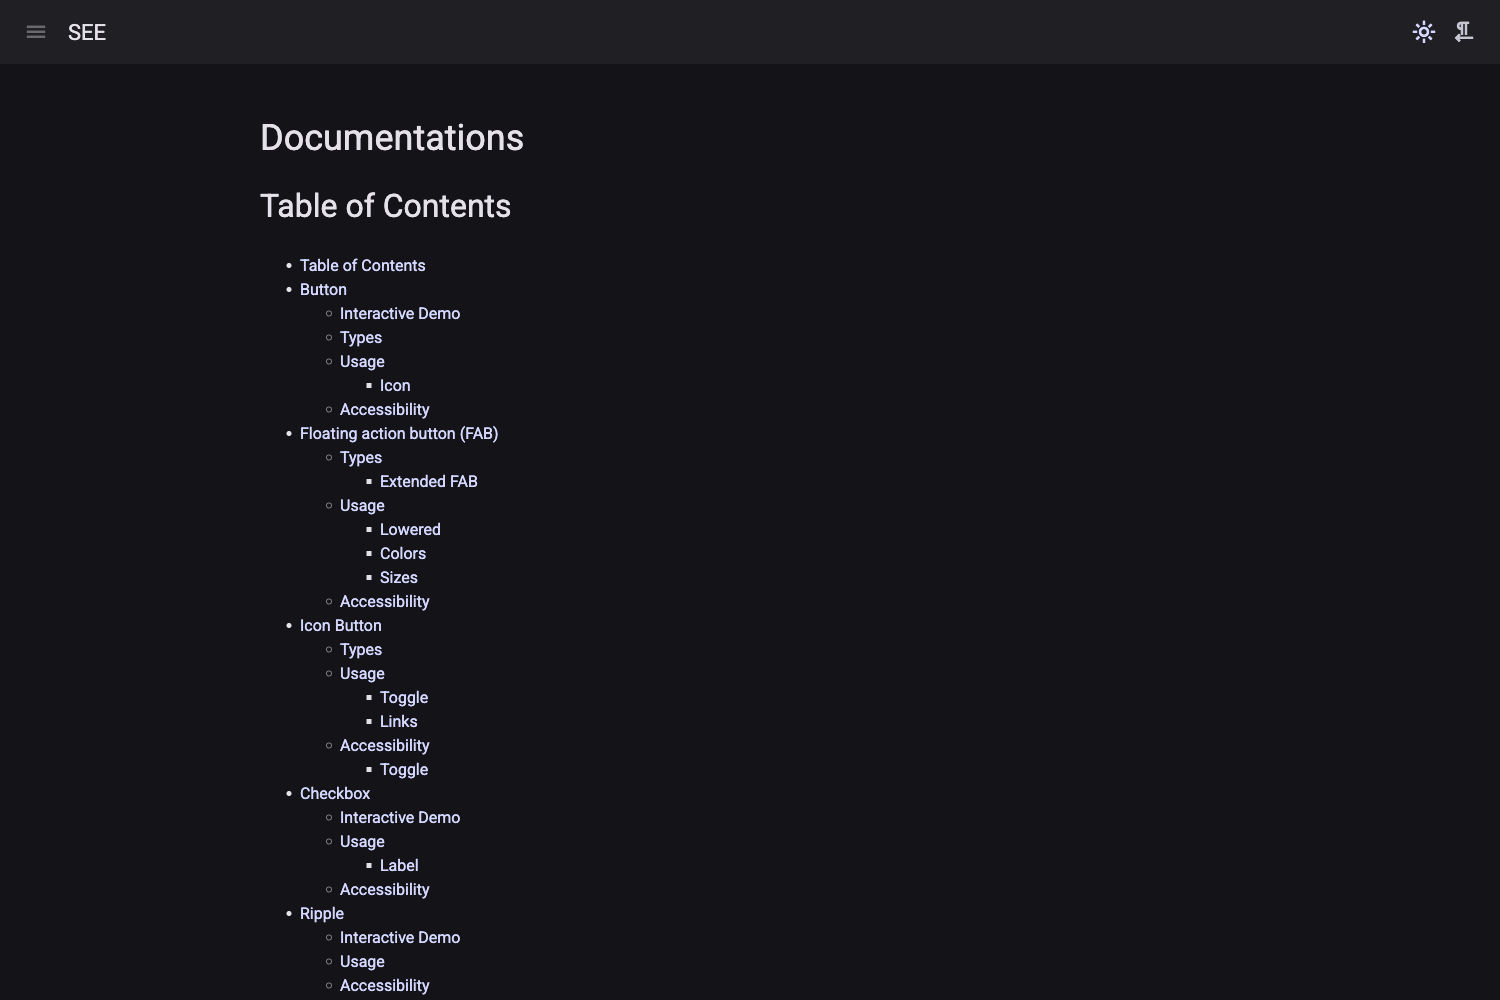 SEE
Documentations
Table of Contents
Table of Contents
Button
Interactive Demo
Types
Usage
Icon
Accessibility
Floating action button (FAB)
Types
Extended FAB
Usage
Lowered
Colors
Sizes
Accessibility
Icon Button
Types
Usage
Toggle
Links
Accessibility
Toggle
Checkbox
Interactive Demo
Usage
Label
Accessibility
Ripple
Interactive Demo
Usage
Accessibility